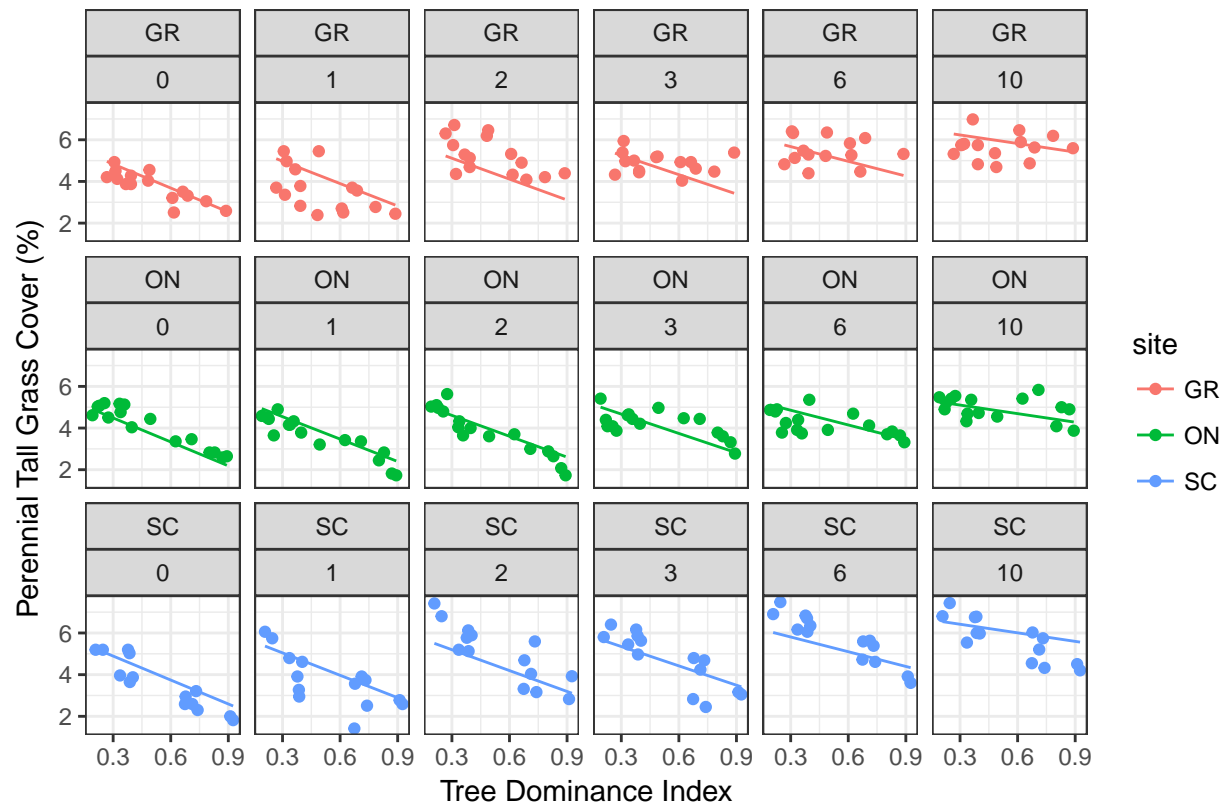 GR GR GR GR GR GR
0 1 2 3 6 10
6
4
2
ON ON ON ON ON ON
0 1 2 3 6 10
6
4
2
SC SC SC SC SC SC
0 1 2 3 6 10
6
4
2
0.3 0.6 0.9 0.3 0.6 0.9 0.3 0.6 0.9 0.3 0.6 0.9 0.3 0.6 0.9 0.3 0.6 0.9
Tree Dominance Index
Perennial Tall Grass Cover (%)
site
GR
ON
SC